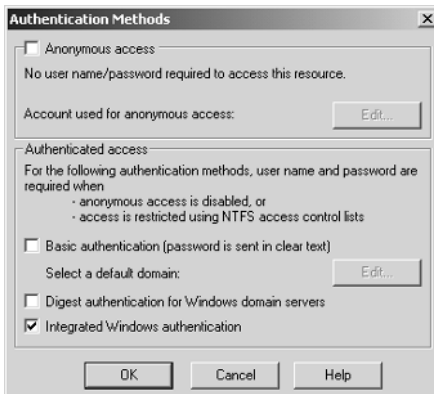 Authentication Methods
Anonymous access
No user name/password required to access this resource.
Account used for anonymous access:
Edit...
Authenticated access
For the following authentication methods, user name and password are
required when
- anonymous access is disabled, or
- access is restricted using NTFS access control lists
Basic authentication (password is sent in clear text)
Select a default domain:
Edit...
Digest authentication for Windows domain servers
Integrated Windows authentication
OK
Cancel
Help